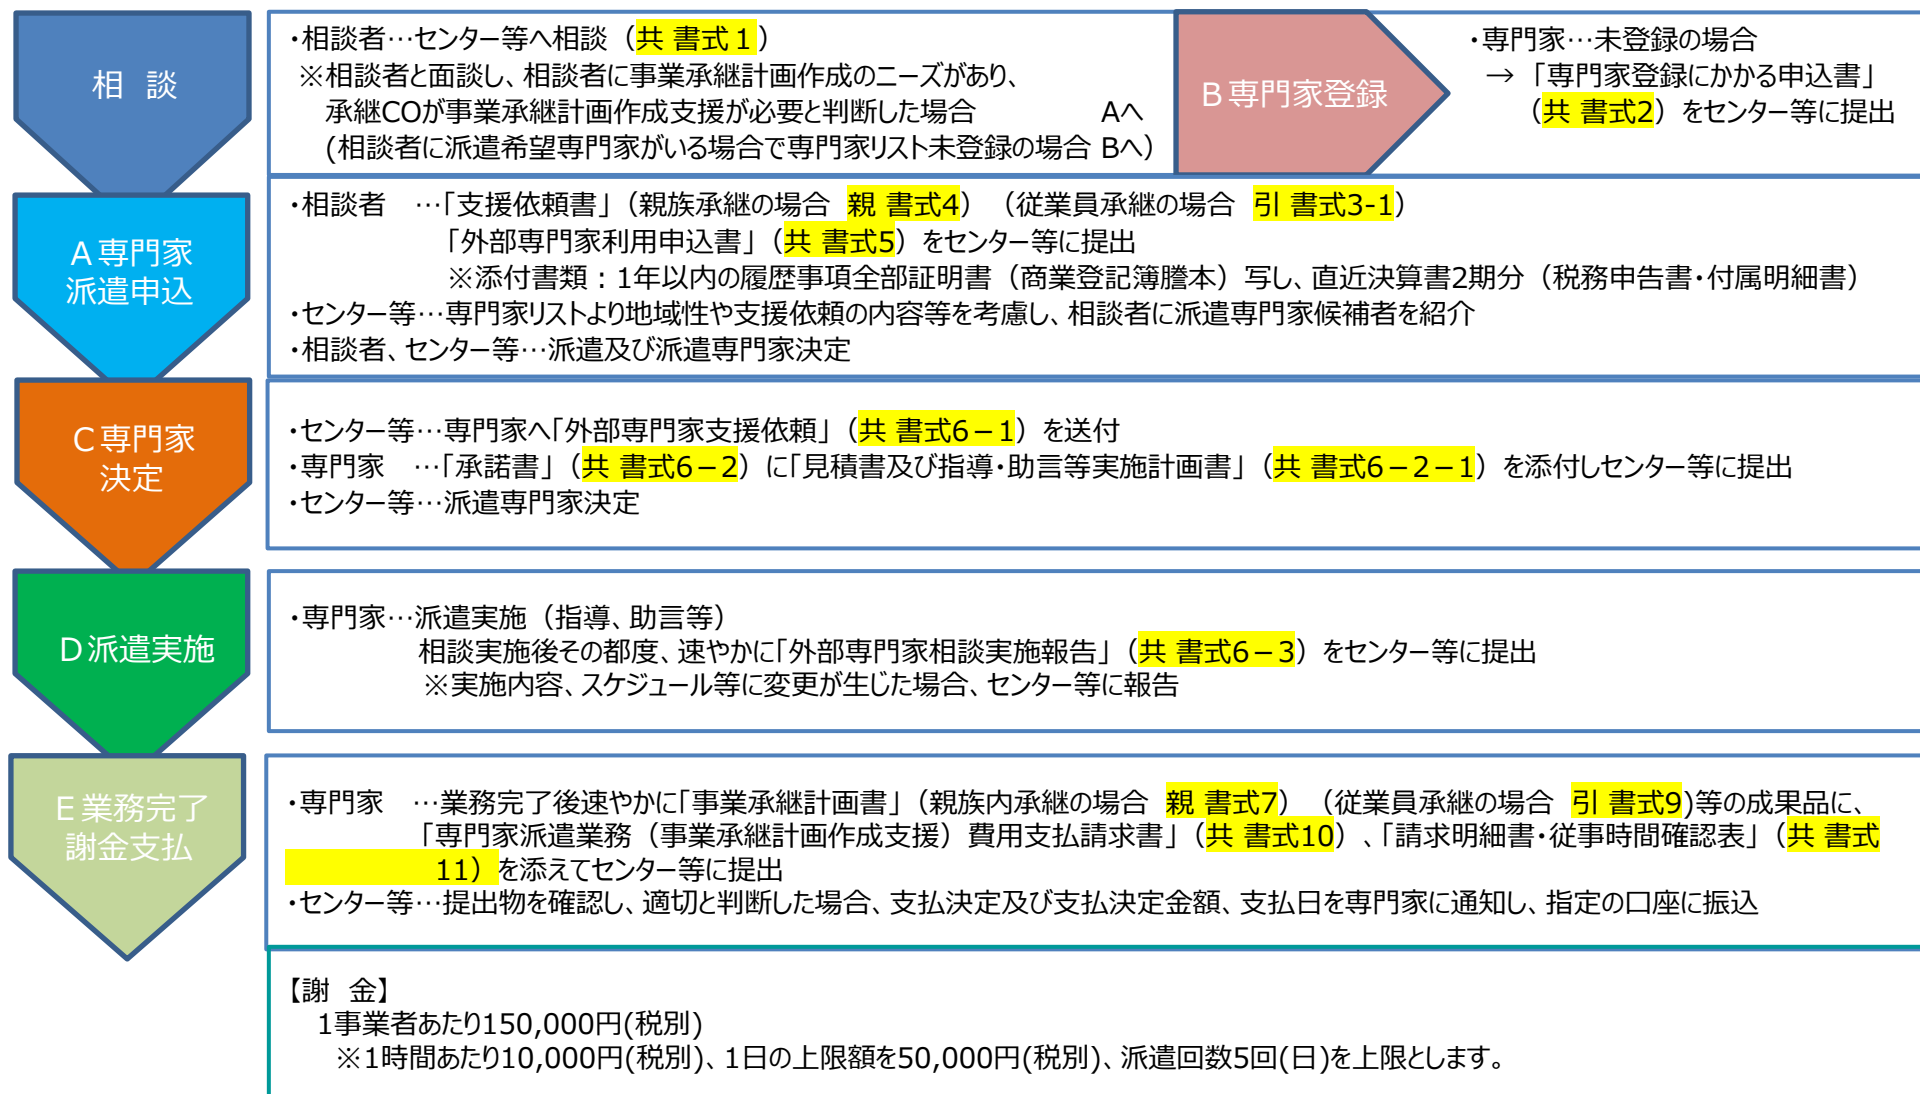 相　談
・相談者…センター等へ相談（共 書式１）
※相談者と面談し、相談者に事業承継計画作成のニーズがあり、
承継COが事業承継計画作成支援が必要と判断した場合　Aへ
(相談者に派遣希望専門家がいる場合で専門家リスト未登録の場合 Bへ）
Ｂ専門家登録
・専門家…未登録の場合
→ 「専門家登録にかかる申込書」
（共 書式2）をセンター等に提出
Ａ専門家
派遣申込
・相談者　…「支援依頼書」（親族承継の場合 親 書式4）（従業員承継の場合 引 書式3-1）
「外部専門家利用申込書」（共 書式5）をセンター等に提出
※添付書類：1年以内の履歴事項全部証明書（商業登記簿謄本）写し、直近決算書2期分（税務申告書・付属明細書）
・センター等…専門家リストより地域性や支援依頼の内容等を考慮し、相談者に派遣専門家候補者を紹介
・相談者、センター等…派遣及び派遣専門家決定
Ｃ専門家
決定
・センター等…専門家へ「外部専門家支援依頼」（共 書式6－1）を送付
・専門家　…「承諾書」（共 書式6－2）に「見積書及び指導・助言等実施計画書」（共 書式6－2－1）を添付しセンター等に提出
・センター等…派遣専門家決定
Ｄ派遣実施
・専門家…派遣実施（指導、助言等）
相談実施後その都度、速やかに「外部専門家相談実施報告」（共 書式6－3）をセンター等に提出
※実施内容、スケジュール等に変更が生じた場合、センター等に報告
Ｅ業務完了
謝金支払
・専門家　…業務完了後速やかに「事業承継計画書」（親族内承継の場合 親 書式7）（従業員承継の場合 引 書式9)等の成果品に、
「専門家派遣業務（事業承継計画作成支援）費用支払請求書」（共 書式10）、「請求明細書・従事時間確認表」（共 書式
11）を添えてセンター等に提出
・センター等…提出物を確認し、適切と判断した場合、支払決定及び支払決定金額、支払日を専門家に通知し、指定の口座に振込
【謝　金】
1事業者あたり150,000円(税別)
※1時間あたり10,000円(税別)、1日の上限額を50,000円(税別)、派遣回数5回(日)を上限とします。